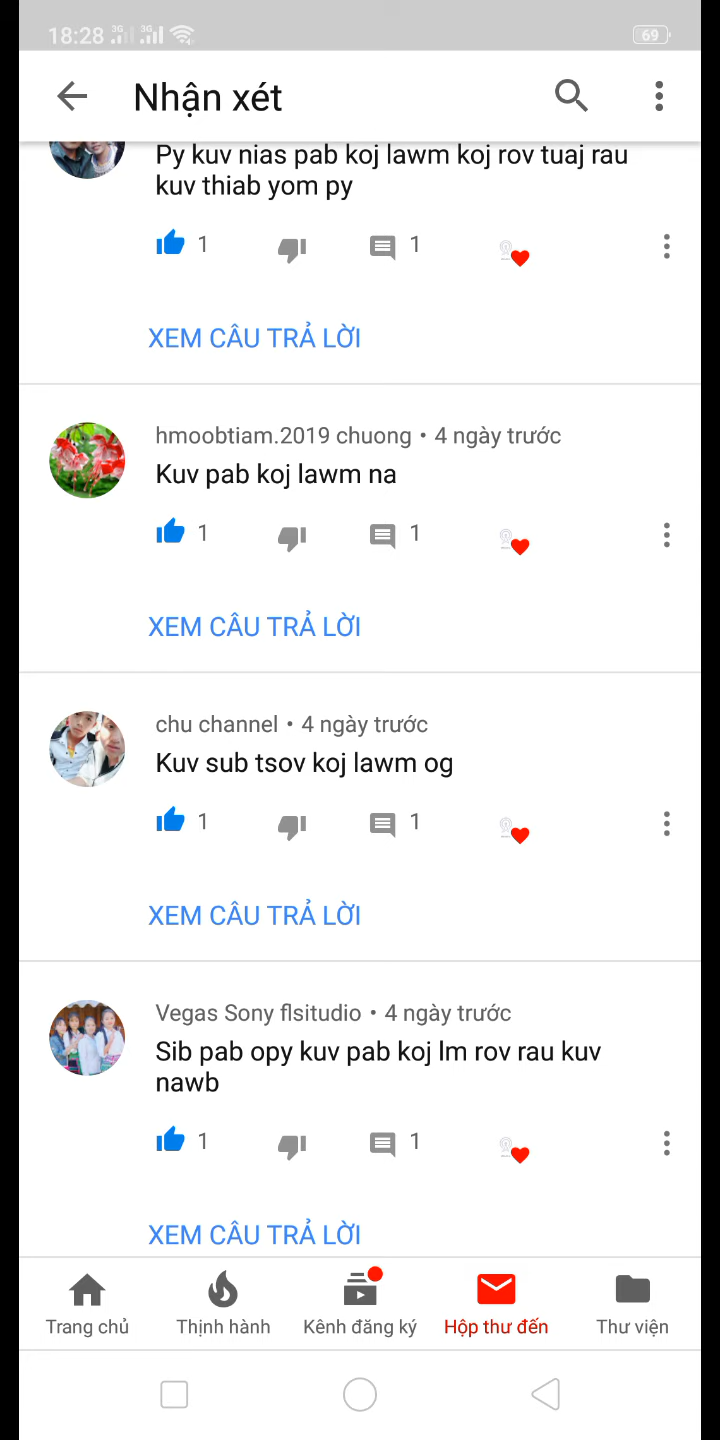 18:28 3G 3G 69
Nhận xét
Py kuv nias pab koj lawm koj rov tuaj rau
kuv thiab yom py
1 1
XEM CÂU TRẢ LỜI
hmoobtiam.2019 chuong • 4 ngày trước
Kuv pab koj lawm na
1 1
XEM CÂU TRẢ LỜI
chu channel • 4 ngày trước
Kuv sub tsov koj lawm og
1 1
XEM CÂU TRẢ LỜI
Vegas Sony flsitudio • 4 ngày trước
Sib pab opy kuv pab koj lm rov rau kuv
nawb
1 1
XEM CÂU TRẢ LỜI
Trang chủ Thịnh hành Kênh đăng ký Hộp thư đến Thư viện